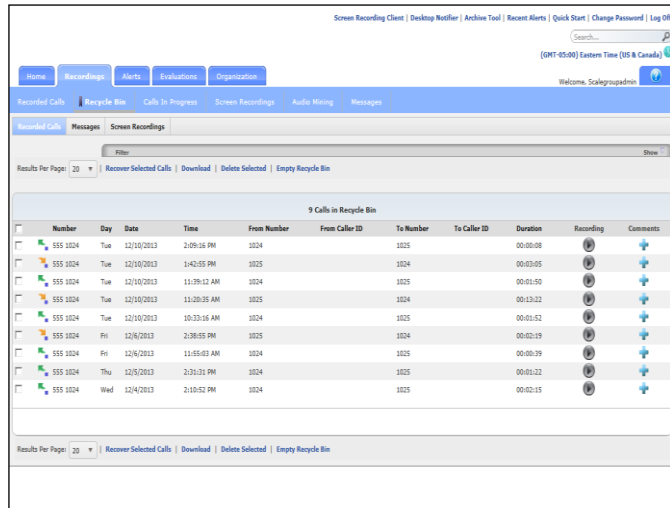 Screen Recording Client | Desktop Notifier | Archive Tool | Recent Alerts | Quick Start | Change Password | Log Off
Search...
(GMT-05:00) Eastern Time (US & Canada)
Home Recordings Alerts Evaluations Organization
Welcome, Scalegroupadmin
Recorded Calls Recycle Bin Calls In Progress Screen Recordings Audio Mining Messages
Recorded Calls Messages Screen Recordings
Filter Show
Results Per Page: 20 | Recover Selected Calls | Download | Delete Selected | Empty Recycle Bin
9 Calls in Recycle Bin
Number Day Date Time From Number From Caller ID To Number To Caller ID Duration Recording Comments
555 1024 Tue 12/10/2013 2:09:16 PM 1024 1025 00:00:08
555 1024 Tue 12/10/2013 1:42:55 PM 1025 1024 00:03:05
555 1024 Tue 12/10/2013 11:39:12 AM 1024 1025 00:01:50
555 1024 Tue 12/10/2013 11:20:35 AM 1025 1024 00:13:22
555 1024 Tue 12/10/2013 10:33:16 AM 1024 1025 00:01:52
555 1024 Fri 12/6/2013 2:38:55 PM 1025 1024 00:02:19
555 1024 Fri 12/6/2013 11:55:03 AM 1024 1025 00:00:39
555 1024 Thu 12/5/2013 2:31:31 PM 1024 1025 00:01:22
555 1024 Wed 12/4/2013 2:10:52 PM 1024 1025 00:02:15
Results Per Page: 20 | Recover Selected Calls | Download | Delete Selected | Empty Recycle Bin